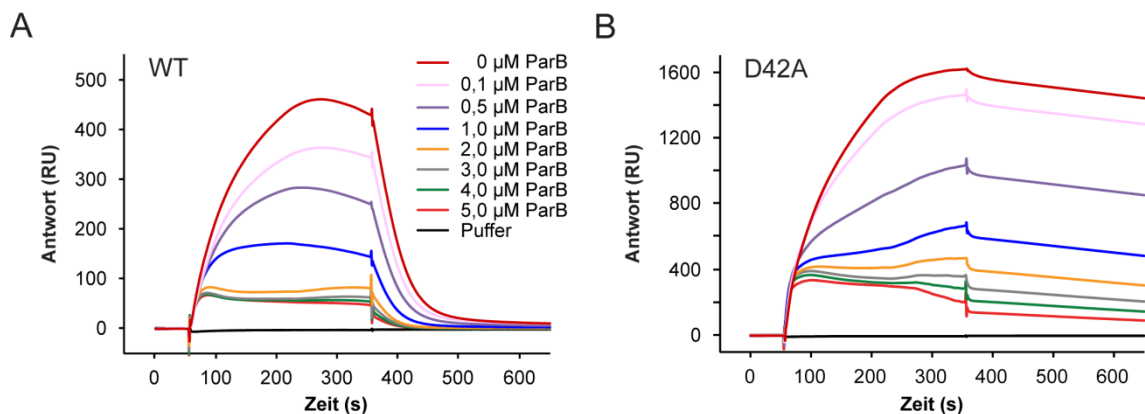 A
WT
500
400
300
200
100
0
Antwort (RU)
0 100 200 300 400 500 600
Zeit (s)
0 µM ParB
0,1 µM ParB
0,5 µM ParB
1,0 µM ParB
2,0 µM ParB
3,0 µM ParB
4,0 µM ParB
5,0 µM ParB
Puffer
B
D42A
1600
1200
800
400
0
Antwort (RU)
0 100 200 300 400 500 600
Zeit (s)